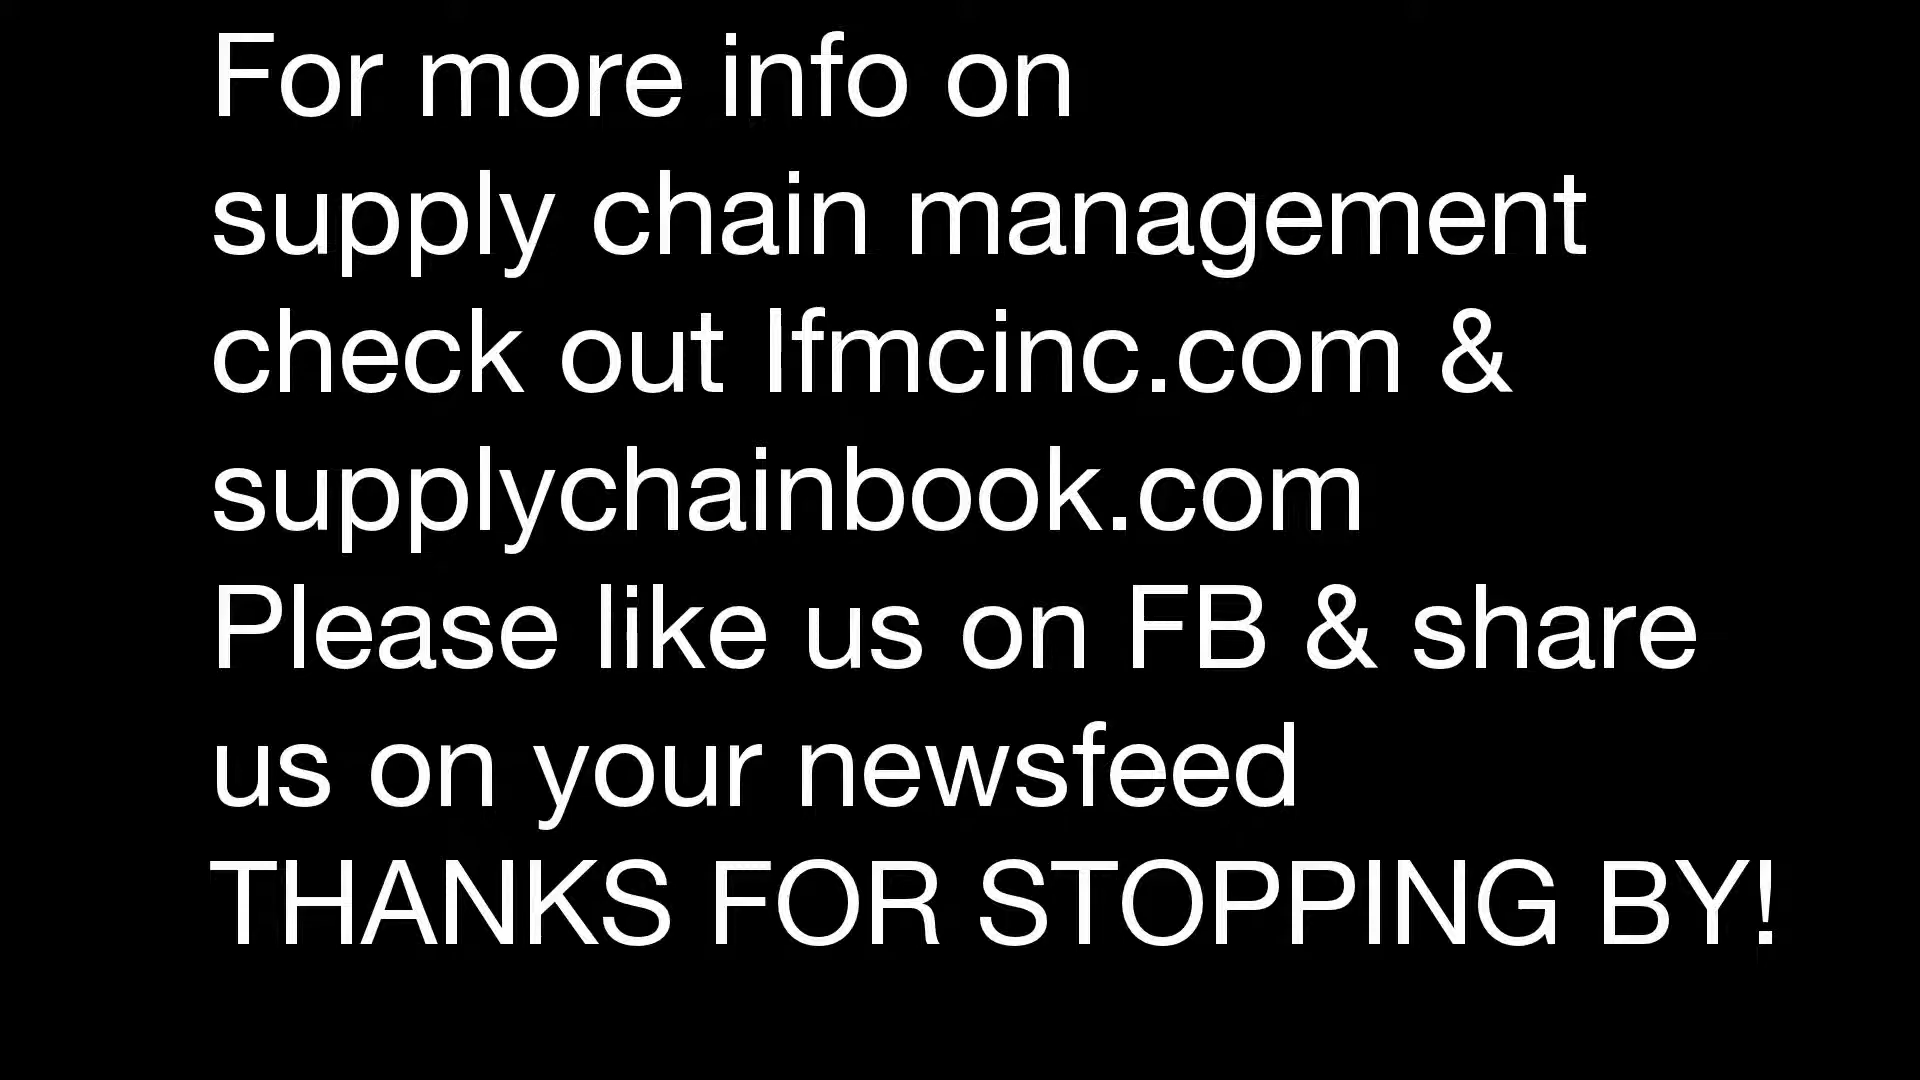 For more info on
supply chain management
check out lfmcinc.com &
supplychainbook.com
Please like us on FB & share
us on your newsfeed
THANKS FOR STOPPING BY!